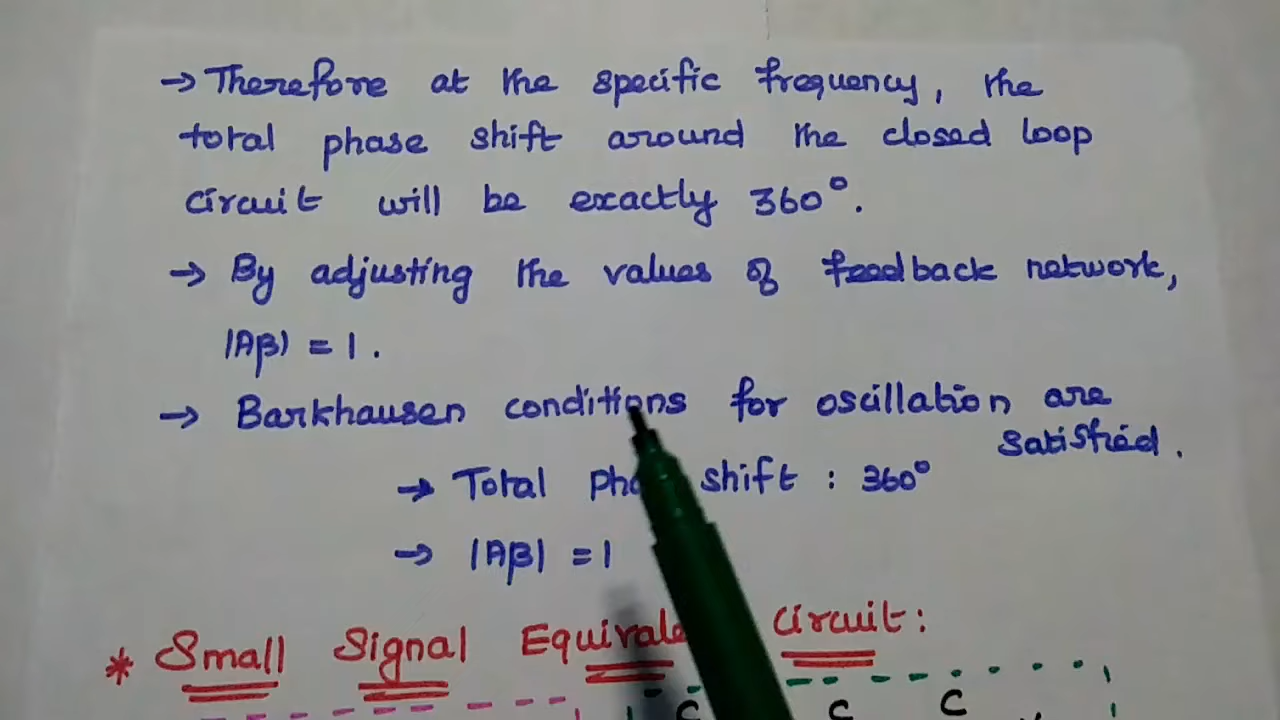 → Therefore at the specific frequency, the
total phase shift around the closed loop
circuit will be exactly 360°.
→ By adjusting the values of feedback network,
|Aβ| = 1.
→ Barkhausen conditions for oscillation are
satisfied.
→ Total shift : 360°
→ |Aβ| = 1
* Small Signal Circuit:
C C C